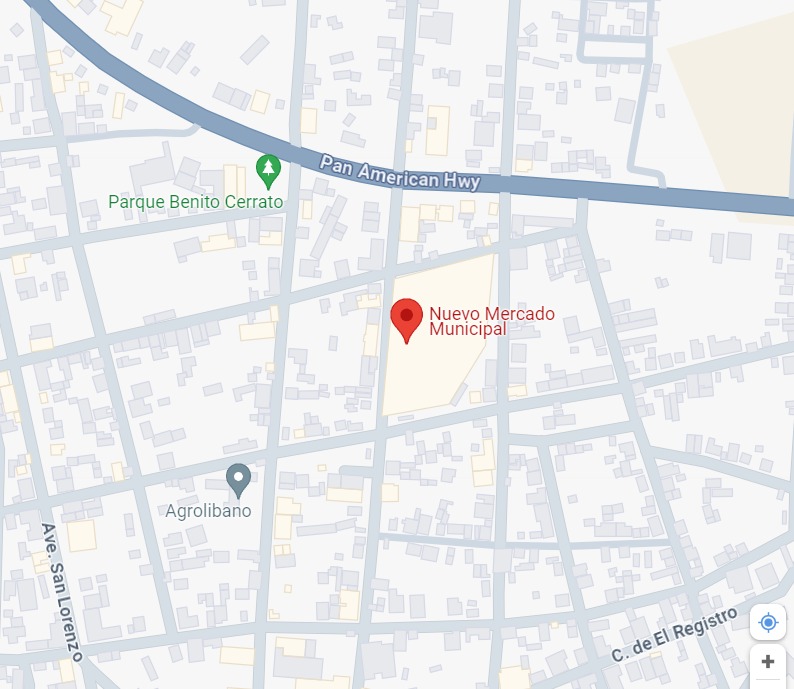 Pan American Hwy
Parque Benito Cerrato
Nuevo Mercado
Municipal
Agrolibano
Ave. San Lorenzo
C. de El Registro